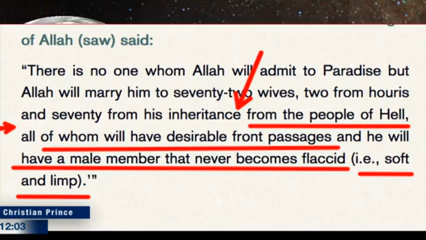 of Allah (saw) said:
“There is no one whom Allah will admit to Paradise but
Allah will marry him to seventy-two wives, two from houris
and seventy from his inheritance from the people of Hell,
all of whom will have desirable front passages and he will
have a male member that never becomes flaccid (i.e., soft
and limp).’”
Christian Prince
12:03